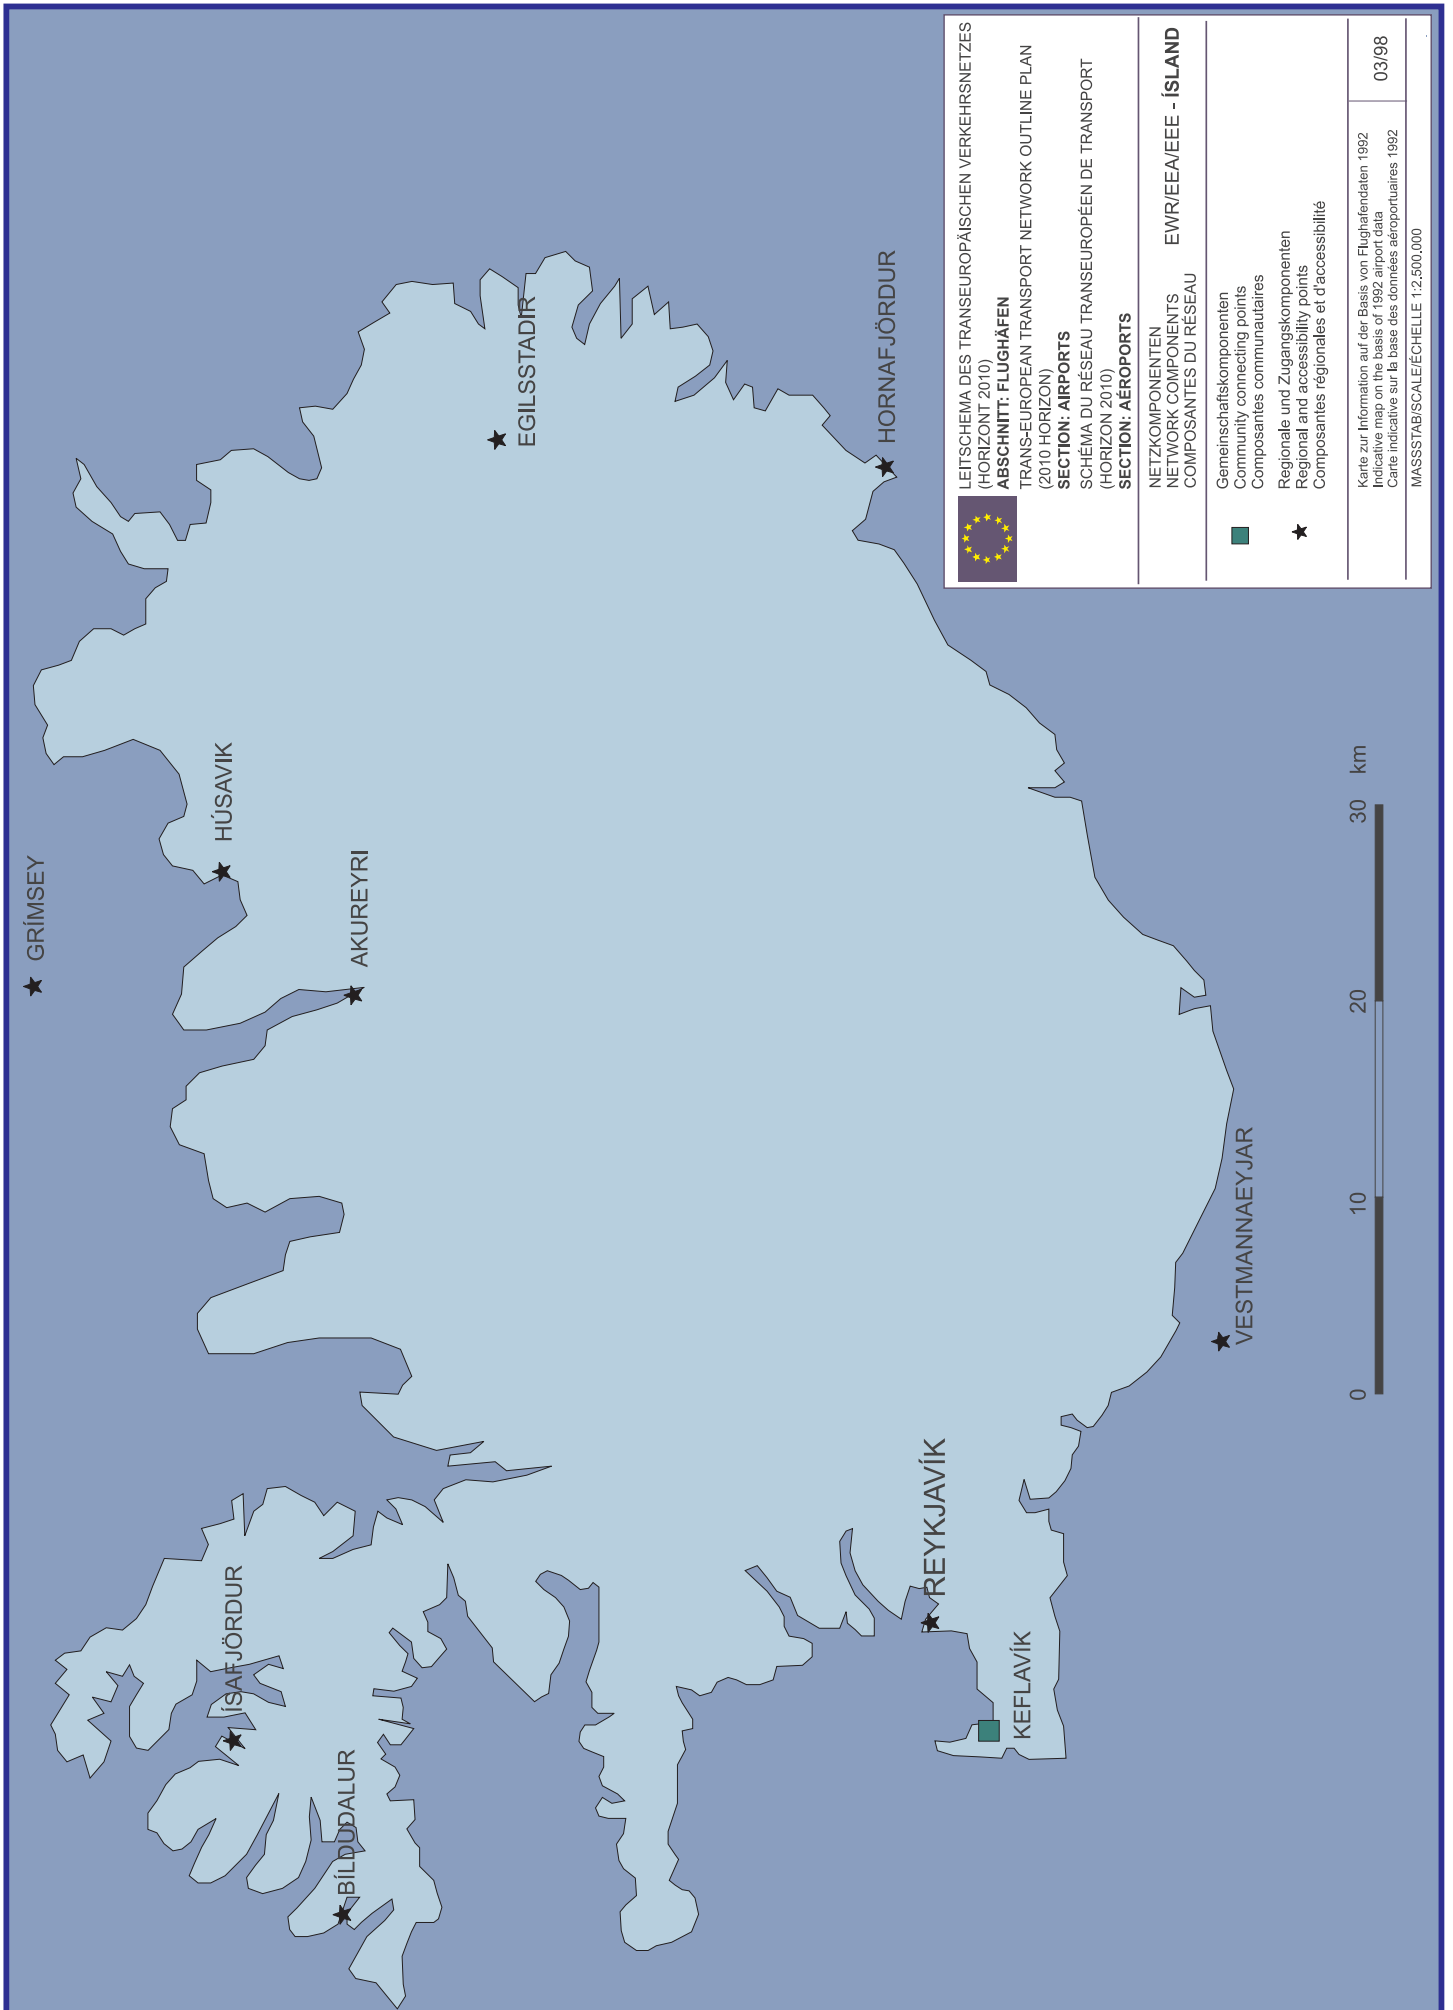 GRÍMSEY
HÚSAVIK
AKUREYRI
EGILSSTADIR
HORNAFJÖRDUR
ÍSAFJÖRDUR
BÍLDUDALUR
REYKJAVÍK
KEFLAVÍK
VESTMANNAEYJAR
0 10 20 30 km
LEITSCHEMA DES TRANSEUROPÄISCHEN VERKEHRSNETZES
(HORIZONT 2010)
ABSCHNITT: FLUGHÄFEN
TRANS-EUROPEAN TRANSPORT NETWORK OUTLINE PLAN
(2010 HORIZON)
SECTION: AIRPORTS
SCHÉMA DU RÉSEAU TRANSEUROPÉEN DE TRANSPORT
(HORIZON 2010)
SECTION: AÉROPORTS
NETZKOMPONENTEN
NETWORK COMPONENTS EWR/EEA/EEE - ÍSLAND
COMPOSANTES DU RÉSEAU
Gemeinschaftskomponenten
Community connecting points
Composantes communautaires
Regionale und Zugangskomponenten
Regional and accessibility points
Composantes régionales et d'accessibilité
Karte zur Information auf der Basis von Flughafendaten 1992
Indicative map on the basis of 1992 airport data
Carte indicative sur la base des données aéroportuaires 1992
03/98
MASSSTAB/SCALE/ÉCHELLE 1:2.500.000